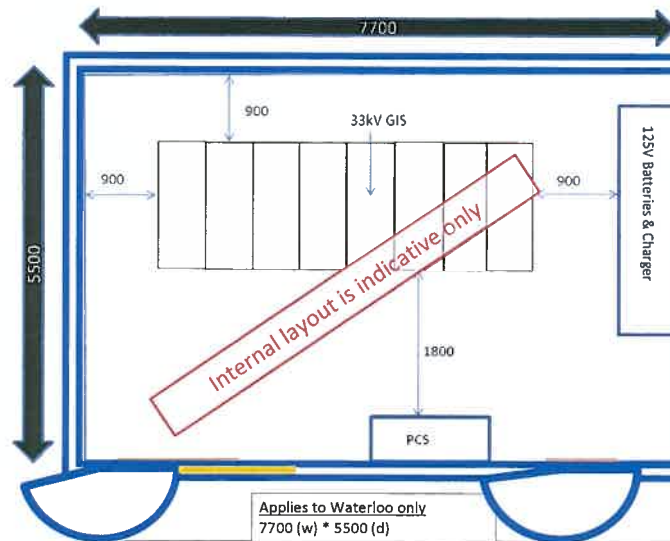 7700
900
33kV GIS
900
900
125V Batteries & Charger
5500
Internal layout is indicative only
1800
PCS
Applies to Waterloo only
7700 (w) * 5500 (d)